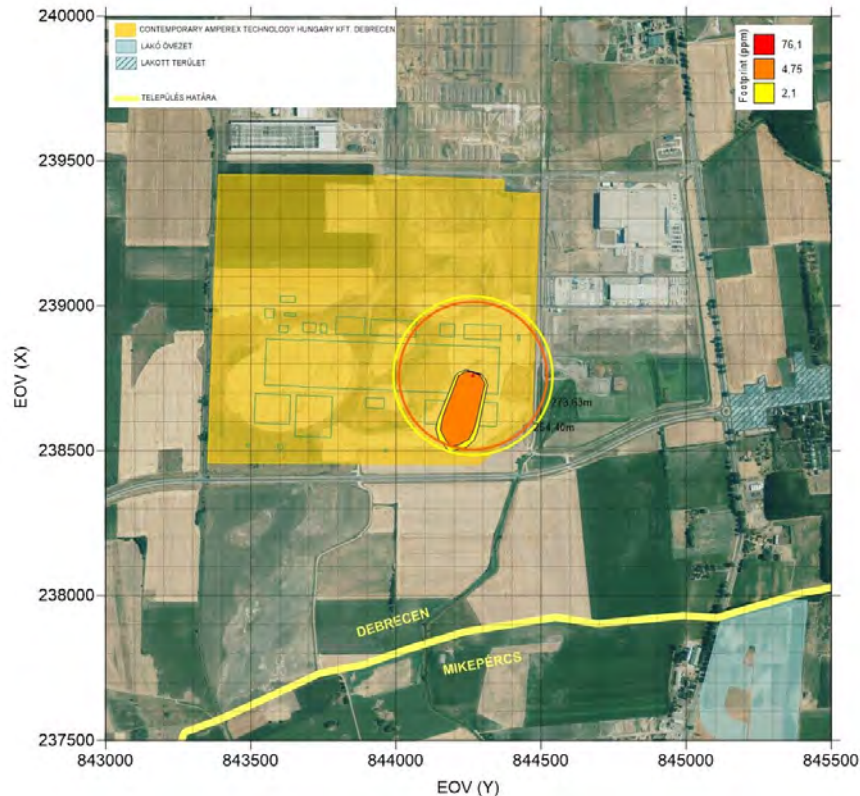 CONTEMPORARY AMPEREX TECHNOLOGY HUNGARY KFT. DEBRECEN
LAKÓ ÖVEZET
LAKOTT TERÜLET
TELEPÜLÉS HATÁRA
Footprint (ppm)
76,1
4,75
2,1
240000
239500
239000
238500
238000
237500
EOV (X)
273,63m
264,40m
DEBRECEN
MIKEPÉRCS
843000
843500
844000
844500
845000
845500
EOV (Y)